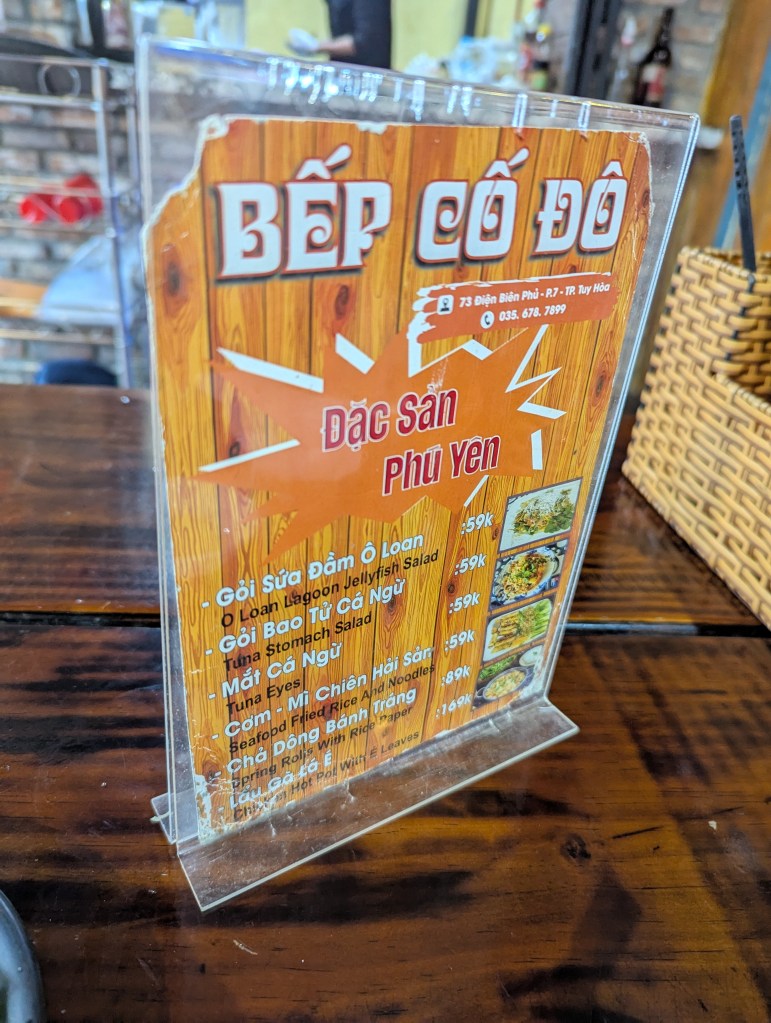 BẾP CỐ ĐÔ
73 Điện Biên Phủ - P.7 - TP. Tuy Hòa
035. 678. 7899
Đặc Sản
Phú Yên
- Gỏi Sứa Đầm Ô Loan :59k
O Loan Lagoon Jellyfish Salad
- Gỏi Bao Tử Cá Ngừ :59k
Tuna Stomach Salad
- Mắt Cá Ngừ :59k
Tuna Eyes
- Cơm - Mì Chiên Hải Sản :59k
Seafood Fried Rice And Noodles
- Chả Dông Bánh Tráng :89k
Spring Rolls With Rice Paper
Lẩu Gà Lá É :169k
Chicken Hot Pot With É Leaves